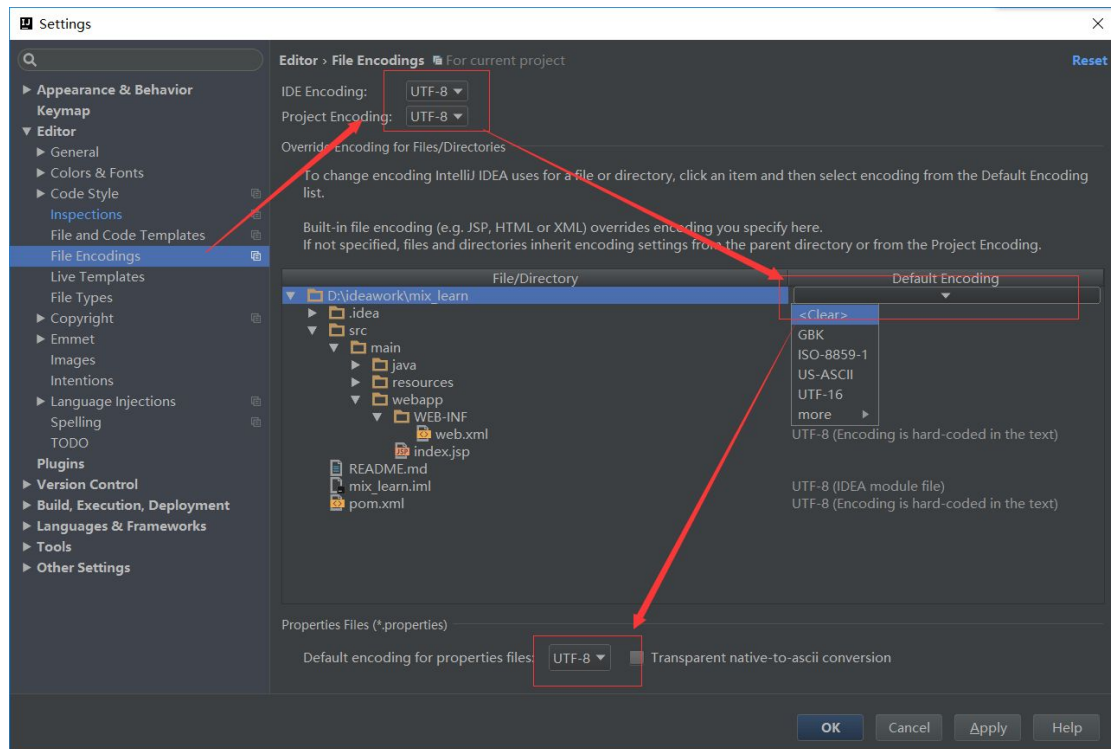 Settings
Editor › File Encodings For current project
Reset
Appearance & Behavior
Keymap
Editor
General
Colors & Fonts
Code Style
Inspections
File and Code Templates
File Encodings
Live Templates
File Types
Copyright
Emmet
Images
Intentions
Language Injections
Spelling
TODO
Plugins
Version Control
Build, Execution, Deployment
Languages & Frameworks
Tools
Other Settings
IDE Encoding: UTF-8
Project Encoding: UTF-8
Override Encoding for Files/Directories
To change encoding IntelliJ IDEA uses for a file or directory, click an item and then select encoding from the Default Encoding
list.
Built-in file encoding (e.g. JSP, HTML or XML) overrides encoding you specify here.
If not specified, files and directories inherit encoding settings from the parent directory or from the Project Encoding.
File/Directory Default Encoding
D:\ideawork\mix_learn
.idea <Clear>
src GBK
main ISO-8859-1
java US-ASCII
resources UTF-16
webapp more
WEB-INF
web.xml UTF-8 (Encoding is hard-coded in the text)
index.jsp
README.md
mix_learn.iml UTF-8 (IDEA module file)
pom.xml UTF-8 (Encoding is hard-coded in the text)
Properties Files (*.properties)
Default encoding for properties files: UTF-8 Transparent native-to-ascii conversion
OK Cancel Apply Help